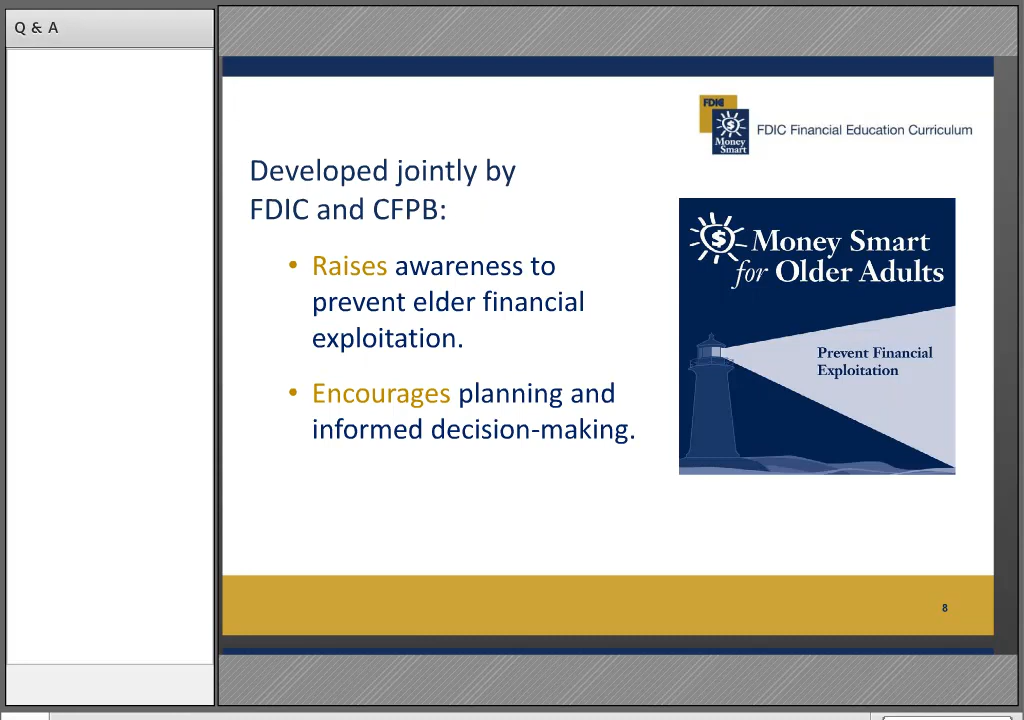 Q & A
FDIC
Money
Smart
FDIC Financial Education Curriculum
Developed jointly by
FDIC and CFPB:
• Raises awareness to
prevent elder financial
exploitation.
• Encourages planning and
informed decision-making.
$ Money Smart
for Older Adults
Prevent Financial
Exploitation
8